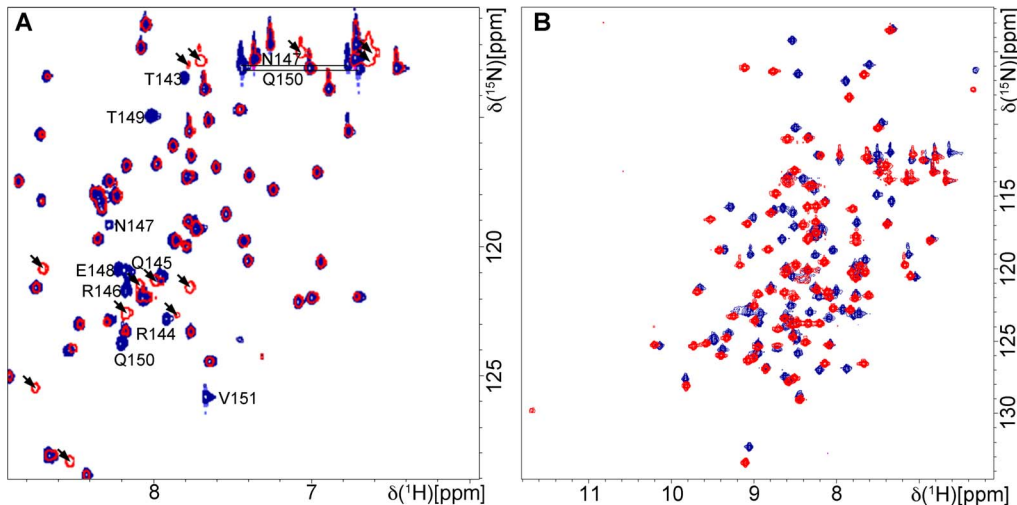 A
B
N147
Q150
T143
T149
N147
Q145
E148
R146
R144
Q150
V151
δ(¹⁵N)[ppm]
120
125
8
7
δ(¹H)[ppm]
δ(¹⁵N)[ppm]
115
120
125
130
11
10
9
8
δ(¹H)[ppm]